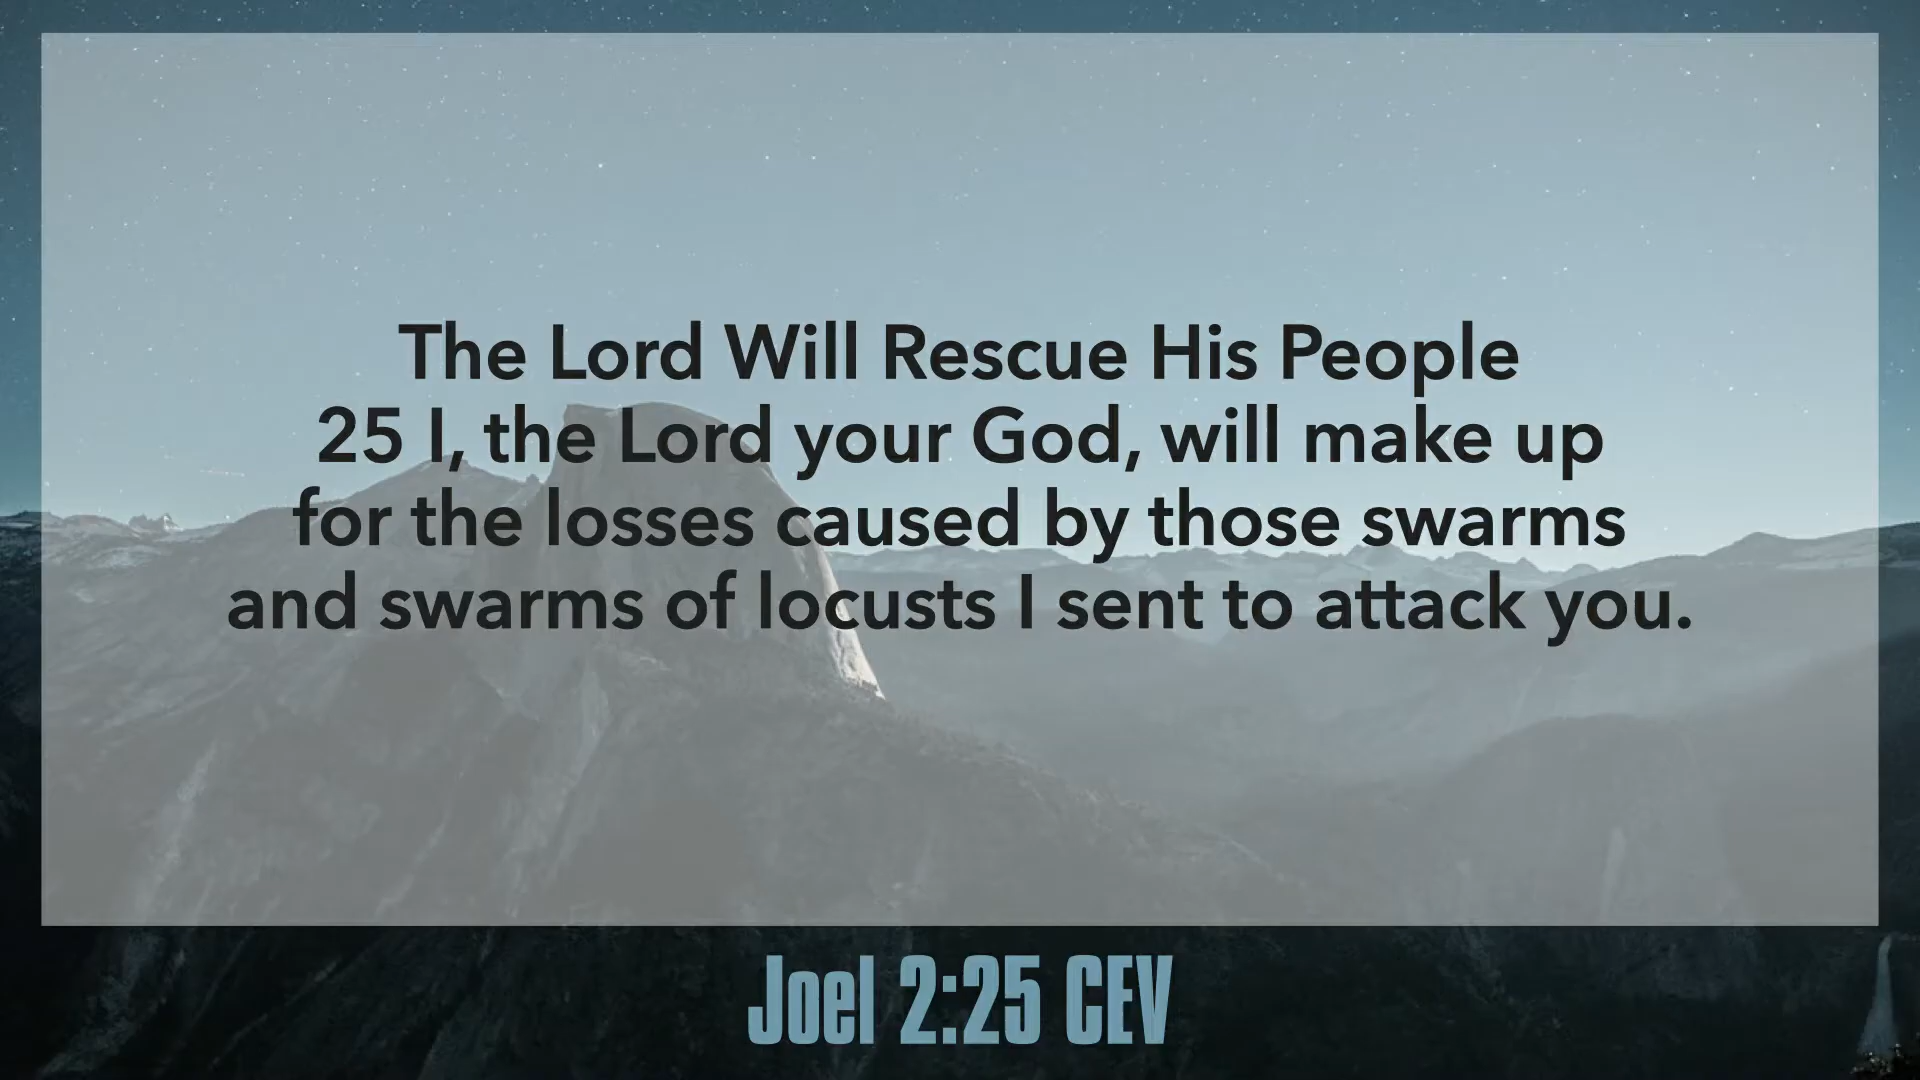 The Lord Will Rescue His People
25 I, the Lord your God, will make up
for the losses caused by those swarms
and swarms of locusts I sent to attack you.
Joel 2:25 CEV